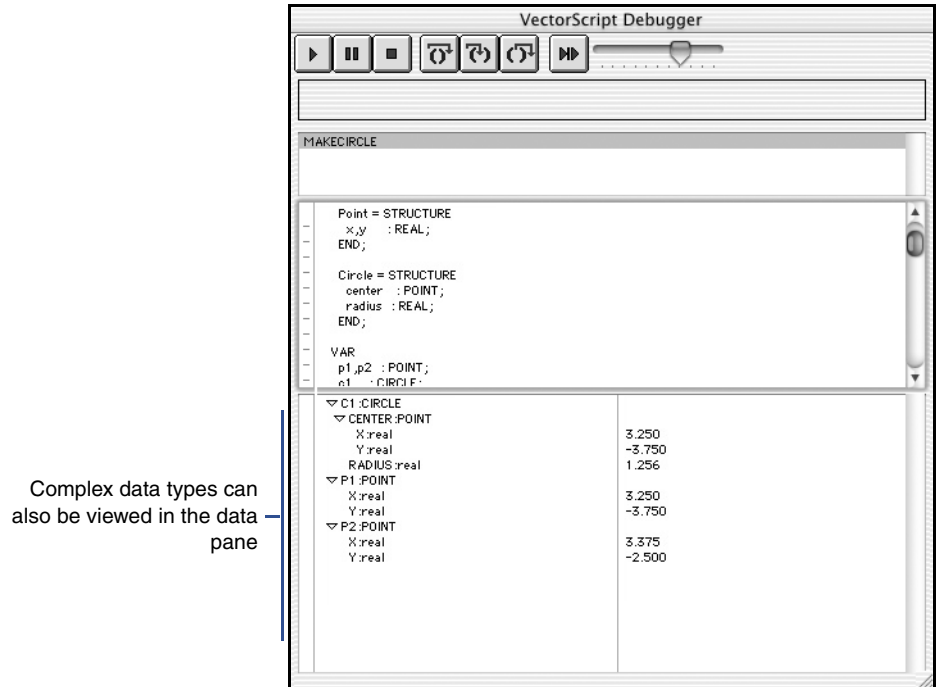 VectorScript Debugger
MAKECIRCLE
Point = STRUCTURE
x,y : REAL;
END;
Circle = STRUCTURE
center : POINT;
radius : REAL;
END;
VAR
p1,p2 : POINT;
c1 : CIRCLE;
C1:CIRCLE
CENTER:POINT
X:real 3.250
Y:real -3.750
RADIUS:real 1.256
P1:POINT
X:real 3.250
Y:real -3.750
P2:POINT
X:real 3.375
Y:real -2.500
Complex data types can
also be viewed in the data
pane